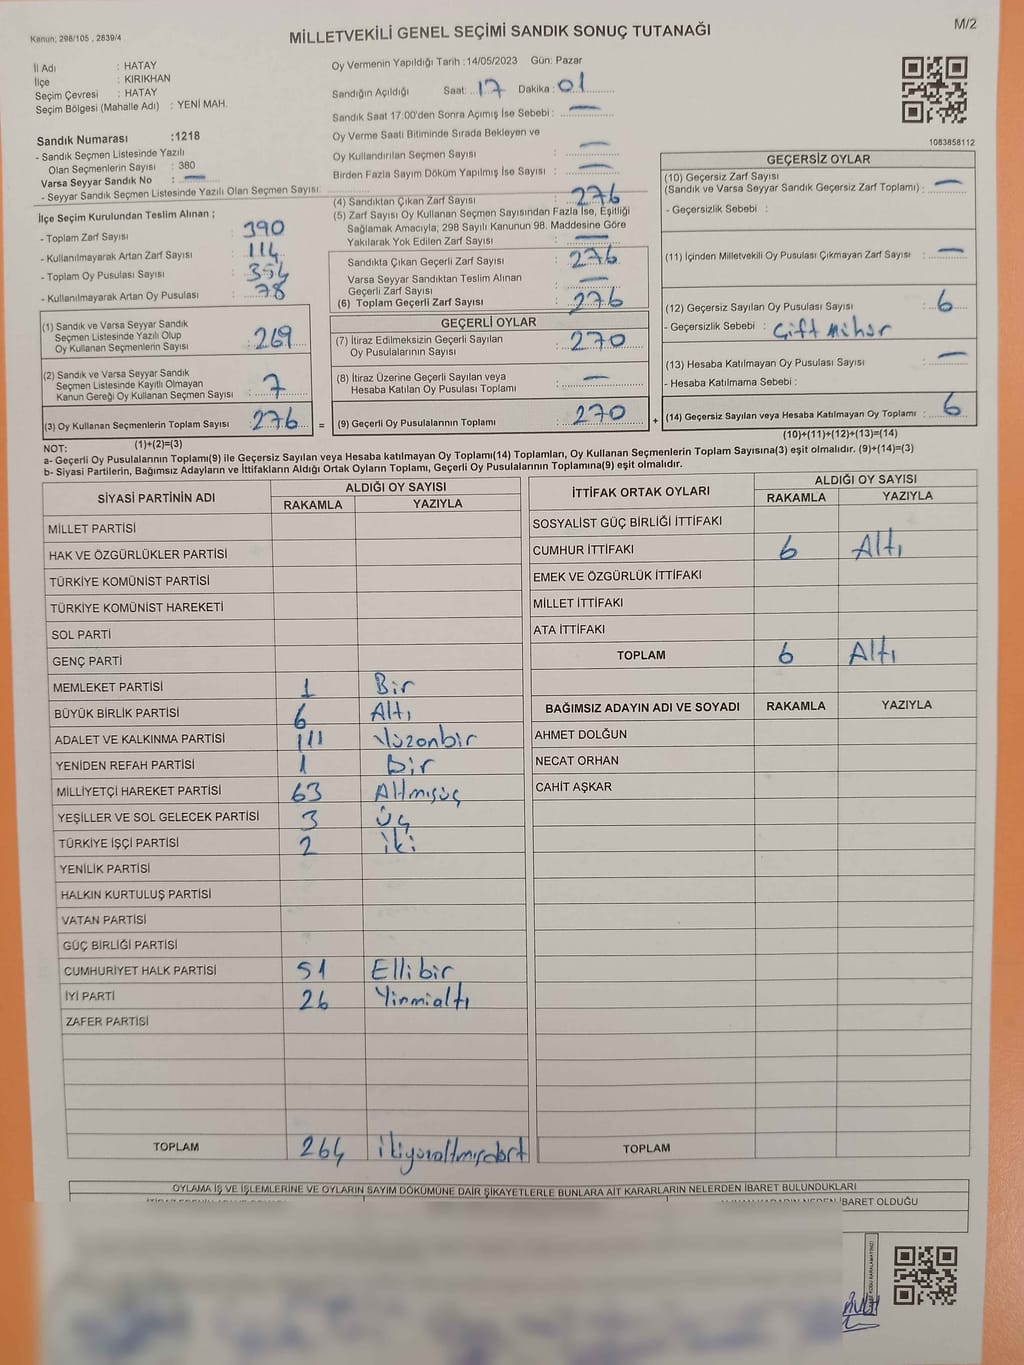 Kanun; 298/105 , 2839/4
MİLLETVEKİLİ GENEL SEÇİMİ SANDIK SONUÇ TUTANAĞI
M/2
İl Adı : HATAY
İlçe : KIRIKHAN
Seçim Çevresi : HATAY
Seçim Bölgesi (Mahalle Adı) : YENİ MAH.
Sandık Numarası :1218
- Sandık Seçmen Listesinde Yazılı
Olan Seçmenlerin Sayısı : 380
Varsa Seyyar Sandık No : —
- Seyyar Sandık Seçmen Listesinde Yazılı Olan Seçmen Sayısı:
İlçe Seçim Kurulundan Teslim Alınan ;
- Toplam Zarf Sayısı : 390
- Kullanılmayarak Artan Zarf Sayısı : 114
- Toplam Oy Pusulası Sayısı : 354
- Kullanılmayarak Artan Oy Pusulası : 78
(1) Sandık ve Varsa Seyyar Sandık
Seçmen Listesinde Yazılı Olup
Oy Kullanan Seçmenlerin Sayısı : 269
(2) Sandık ve Varsa Seyyar Sandık
Seçmen Listesinde Kayıtlı Olmayan
Kanun Gereği Oy Kullanan Seçmen Sayısı : 7
(3) Oy Kullanan Seçmenlerin Toplam Sayısı : 276
(1)+(2)=(3)
Oy Vermenin Yapıldığı Tarih :14/05/2023 Gün: Pazar
Sandığın Açıldığı Saat: 17 Dakika : 01
Sandık Saat 17:00'den Sonra Açımış İse Sebebi : —
Oy Verme Saati Bitiminde Sırada Bekleyen ve
Oy Kullandırılan Seçmen Sayısı : —
Birden Fazla Sayım Döküm Yapılmış İse Sayısı : —
(4) Sandıktan Çıkan Zarf Sayısı : 276
(5) Zarf Sayısı Oy Kullanan Seçmen Sayısından Fazla İse, Eşitliği
Sağlamak Amacıyla; 298 Sayılı Kanunun 98. Maddesine Göre
Yakılarak Yok Edilen Zarf Sayısı : —
Sandıkta Çıkan Geçerli Zarf Sayısı : 276
Varsa Seyyar Sandıktan Teslim Alınan
Geçerli Zarf Sayısı : —
(6) Toplam Geçerli Zarf Sayısı : 276
GEÇERLİ OYLAR
(7) İtiraz Edilmeksizin Geçerli Sayılan
Oy Pusulalarının Sayısı : 270
(8) İtiraz Üzerine Geçerli Sayılan veya
Hesaba Katılan Oy Pusulası Toplamı : —
= (9) Geçerli Oy Pusulalarının Toplamı : 270 +
1083858112
GEÇERSİZ OYLAR
(10) Geçersiz Zarf Sayısı
(Sandık ve Varsa Seyyar Sandık Geçersiz Zarf Toplamı) : —
- Geçersizlik Sebebi :
(11) İçinden Milletvekili Oy Pusulası Çıkmayan Zarf Sayısı : —
(12) Geçersiz Sayılan Oy Pusulası Sayısı : 6
- Geçersizlik Sebebi : Çift mühür
(13) Hesaba Katılmayan Oy Pusulası Sayısı : —
- Hesaba Katılmama Sebebi :
(14) Geçersiz Sayılan veya Hesaba Katılmayan Oy Toplamı : 6
(10)+(11)+(12)+(13)=(14)
NOT:
a- Geçerli Oy Pusulasının Toplamı(9) ile Geçersiz Sayılan veya Hesaba katılmayan Oy Toplamı(14) Toplamları, Oy Kullanan Seçmenlerin Toplam Sayısına(3) eşit olmalıdır. (9)+(14)=(3)
b- Siyasi Partilerin, Bağımsız Adayların ve İttifakların Aldığı Ortak Oyların Toplamı, Geçerli Oy Pusulasının Toplamına(9) eşit olmalıdır.
SİYASİ PARTİNİN ADI
ALDIĞI OY SAYISI
RAKAMLA YAZIYLA
MİLLET PARTİSİ
HAK VE ÖZGÜRLÜKLER PARTİSİ
TÜRKİYE KOMÜNİST PARTİSİ
TÜRKİYE KOMÜNİST HAREKETİ
SOL PARTİ
GENÇ PARTİ
MEMLEKET PARTİSİ 1 Bir
BÜYÜK BİRLİK PARTİSİ 6 Altı
ADALET VE KALKINMA PARTİSİ 111 Yüzonbir
YENİDEN REFAH PARTİSİ 1 Bir
MİLLİYETÇİ HAREKET PARTİSİ 63 Altmışüç
YEŞİLLER VE SOL GELECEK PARTİSİ 3 Üç
TÜRKİYE İŞÇİ PARTİSİ 2 iki
YENİLİK PARTİSİ
HALKIN KURTULUŞ PARTİSİ
VATAN PARTİSİ
GÜÇ BİRLİĞİ PARTİSİ
CUMHURİYET HALK PARTİSİ 51 Ellibir
İYİ PARTİ 26 Yirmialtı
ZAFER PARTİSİ
TOPLAM 264 ikiyüzaltmışdört
İTTİFAK ORTAK OYLARI
ALDIĞI OY SAYISI
RAKAMLA YAZIYLA
SOSYALİST GÜÇ BİRLİĞİ İTTİFAKI
CUMHUR İTTİFAKI 6 Altı
EMEK VE ÖZGÜRLÜK İTTİFAKI
MİLLET İTTİFAKI
ATA İTTİFAKI
TOPLAM 6 Altı
BAĞIMSIZ ADAYIN ADI VE SOYADI RAKAMLA YAZIYLA
AHMET DOLĞUN
NECAT ORHAN
CAHİT AŞKAR
TOPLAM
OYLAMA İŞ VE İŞLEMLERİNE VE OYLARIN SAYIM DÖKÜMÜNE DAİR ŞİKAYETLERLE BUNLARA AİT KARARLARIN NELERDEN İBARET BULUNDUKLARI
İBARET OLDUĞU